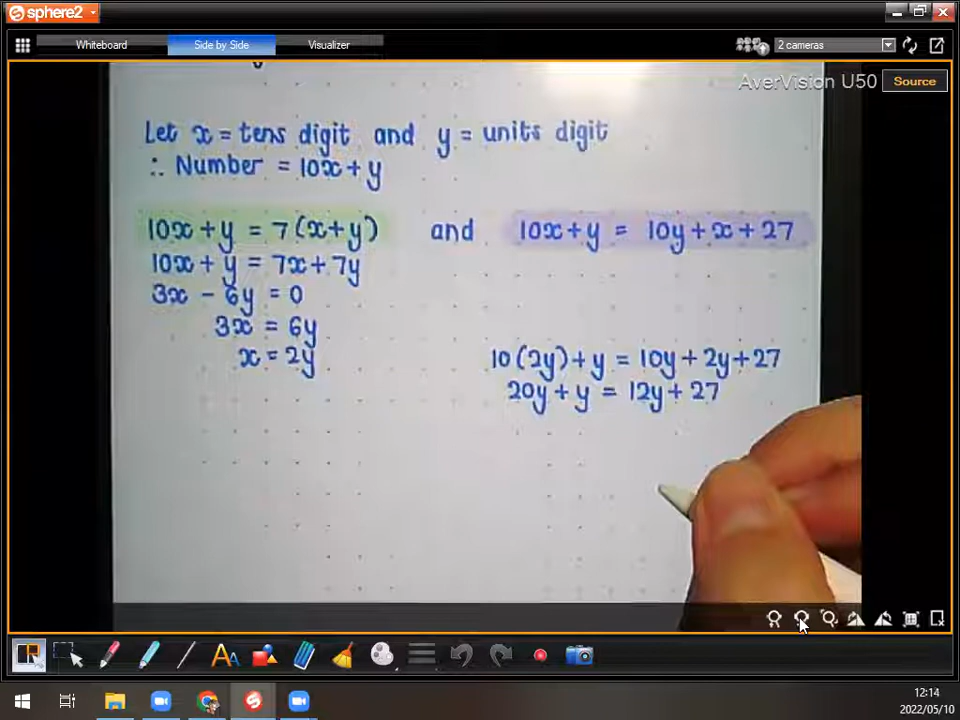 sphere2
Whiteboard Side by Side Visualizer 2 cameras
AverVision U50 Source
Let x = tens digit and y = units digit
∴ Number = 10x + y
10x + y = 7(x + y) and 10x + y = 10y + x + 27
10x + y = 7x + 7y
3x - 6y = 0
3x = 6y
x = 2y
10(2y) + y = 10y + 2y + 27
20y + y = 12y + 27
12:14
2022/05/10